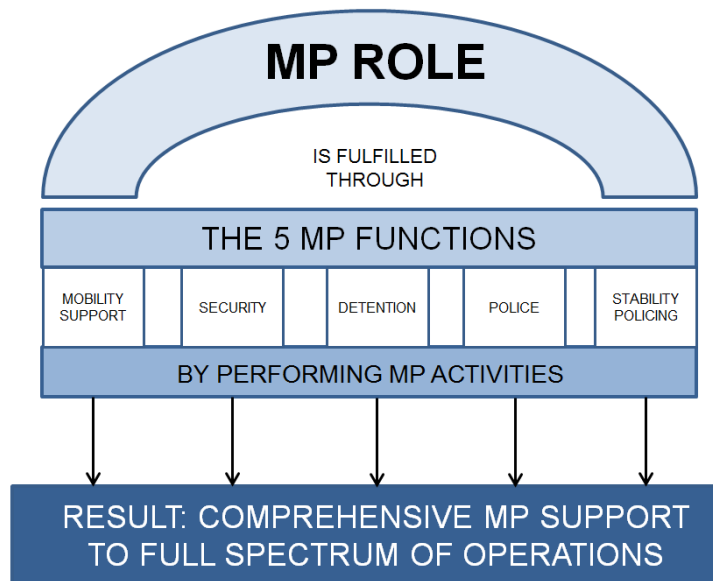 MP ROLE
IS FULFILLED
THROUGH
THE 5 MP FUNCTIONS
MOBILITY
SUPPORT
SECURITY
DETENTION
POLICE
STABILITY
POLICING
BY PERFORMING MP ACTIVITIES
RESULT: COMPREHENSIVE MP SUPPORT
TO FULL SPECTRUM OF OPERATIONS